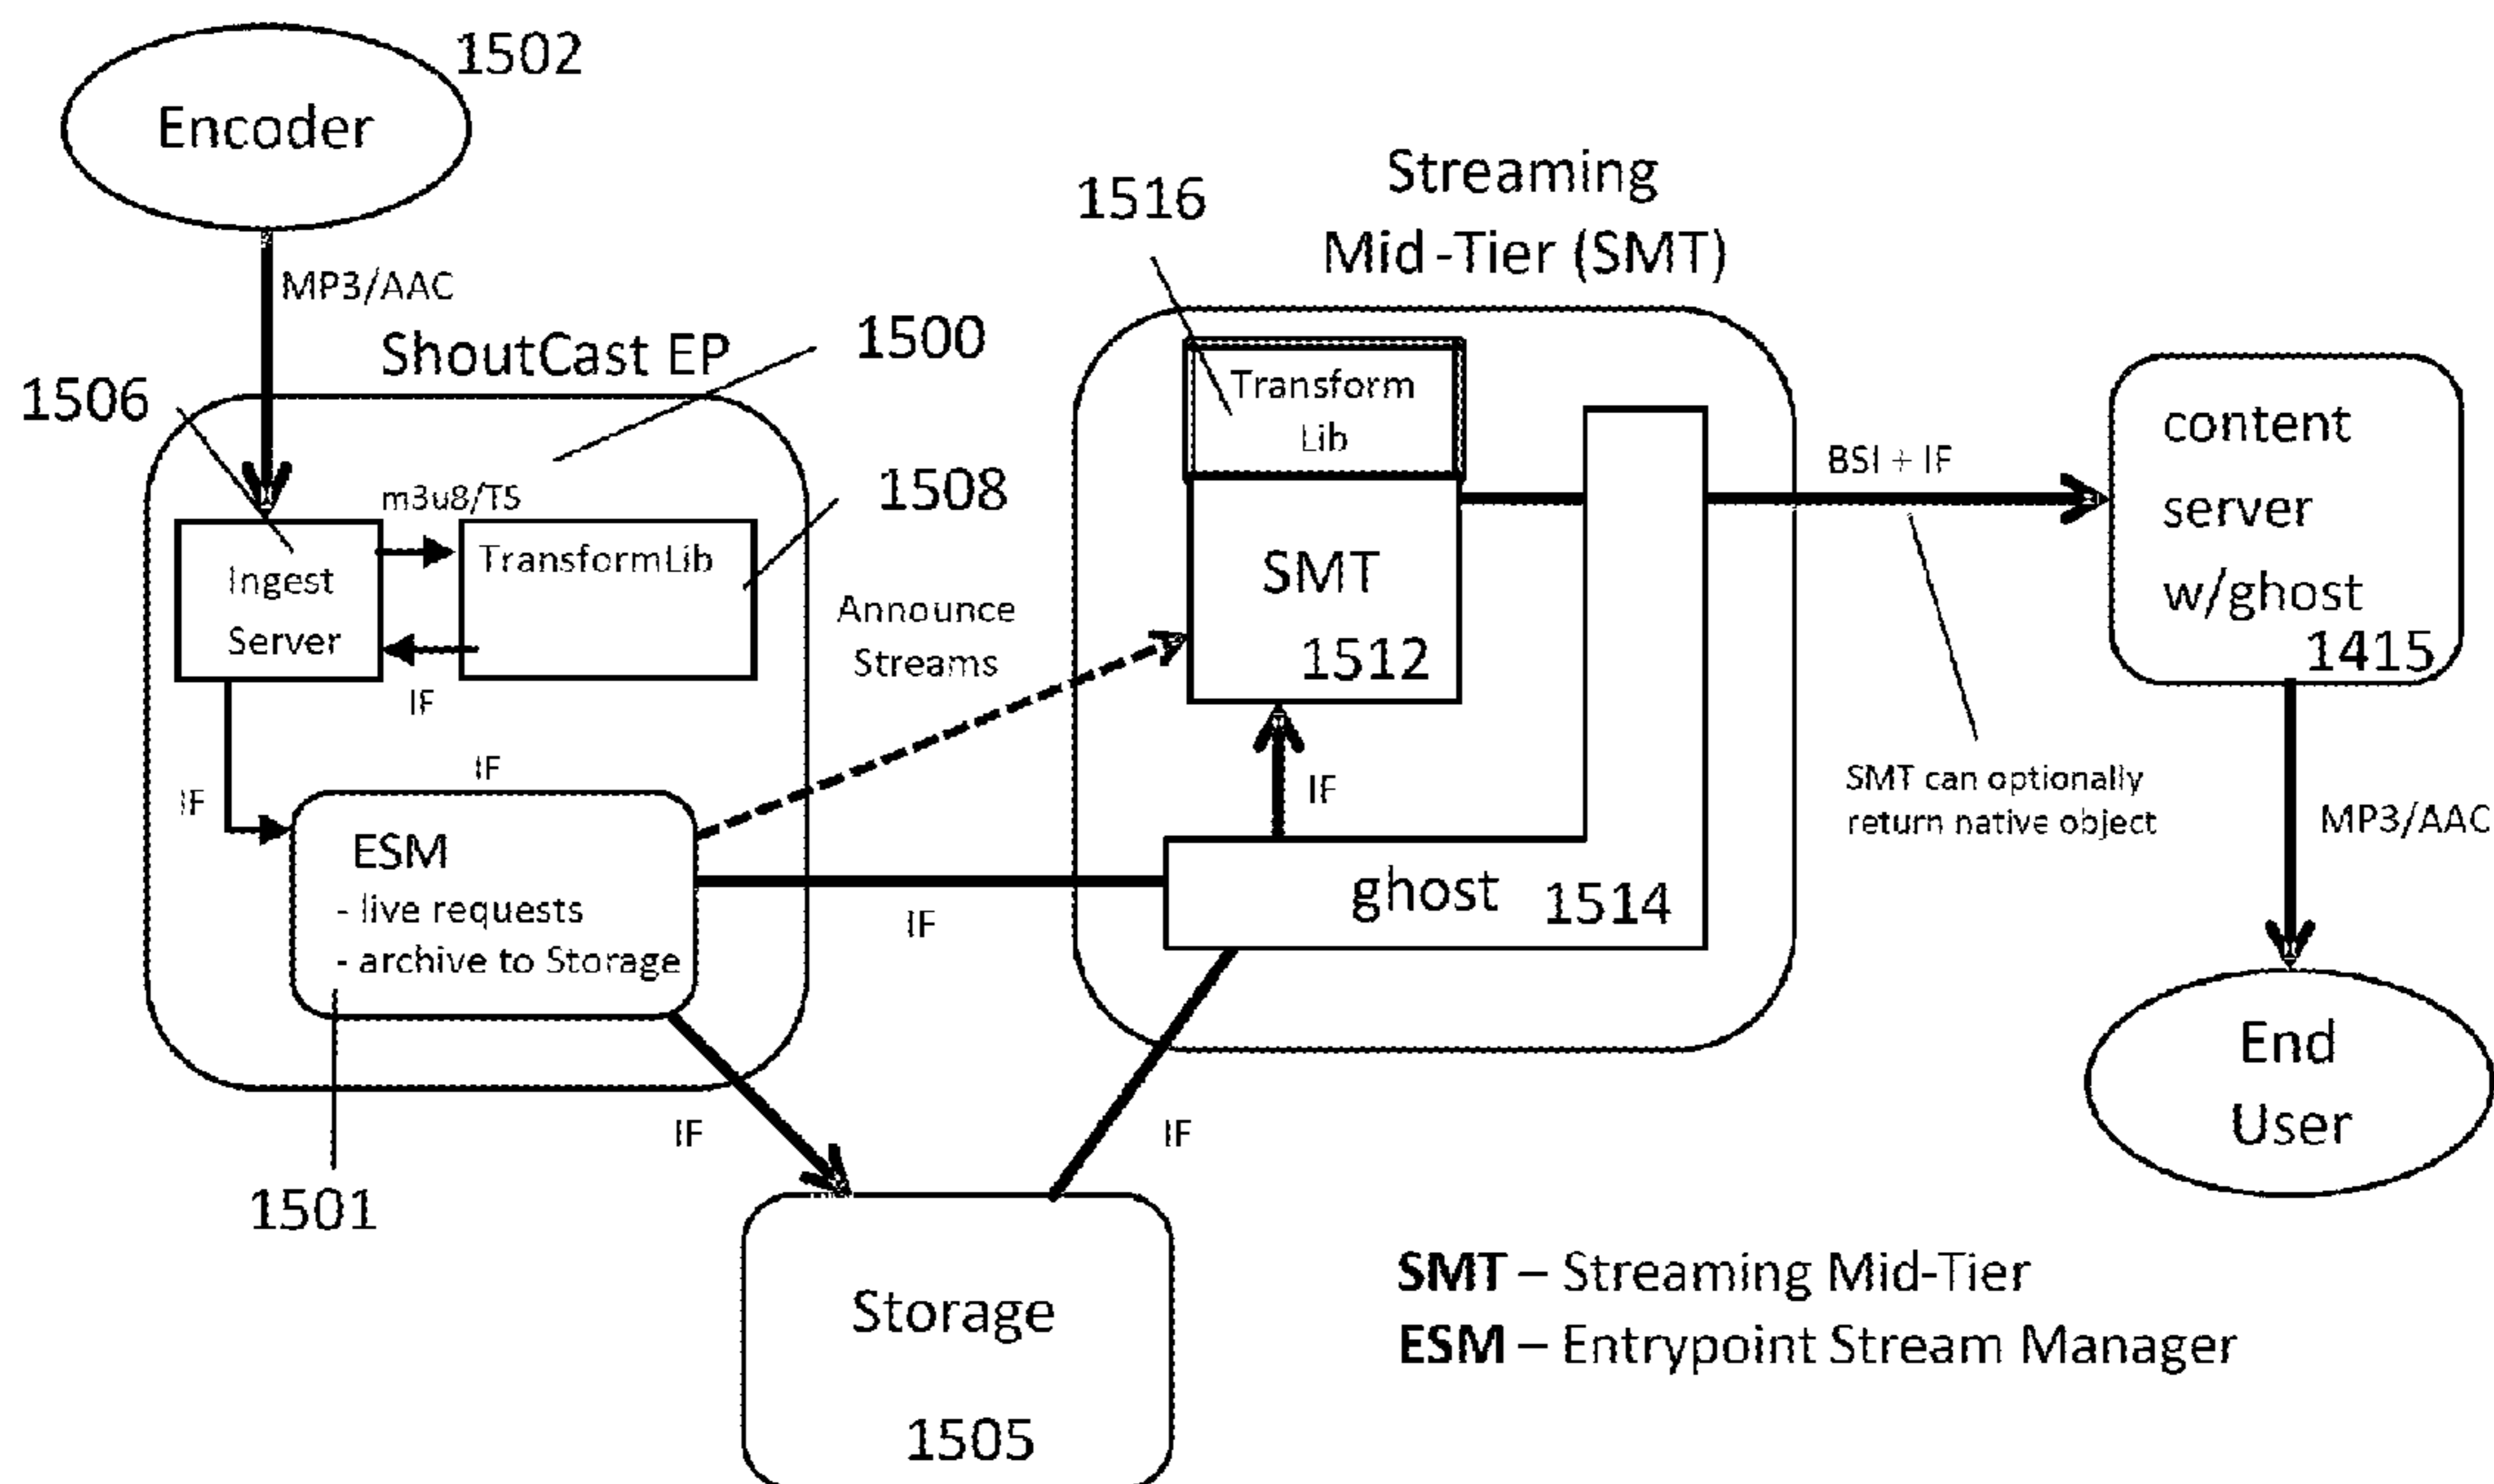 1502
Encoder
MP3/AAC
ShoutCast EP
1500
1506
1508
m3u8/TS
Ingest
Server
TransformLib
IF
IF
IF
ESM
- live requests
- archive to Storage
1501
Announce
Streams
IF
IF
IF
Storage
1505
Streaming
Mid-Tier (SMT)
1516
Transform
Lib
SMT
1512
IF
ghost 1514
BSI + IF
SMT can optionally
return native object
content
server
w/ghost
1415
MP3/AAC
End
User
SMT – Streaming Mid-Tier
ESM – Entrypoint Stream Manager